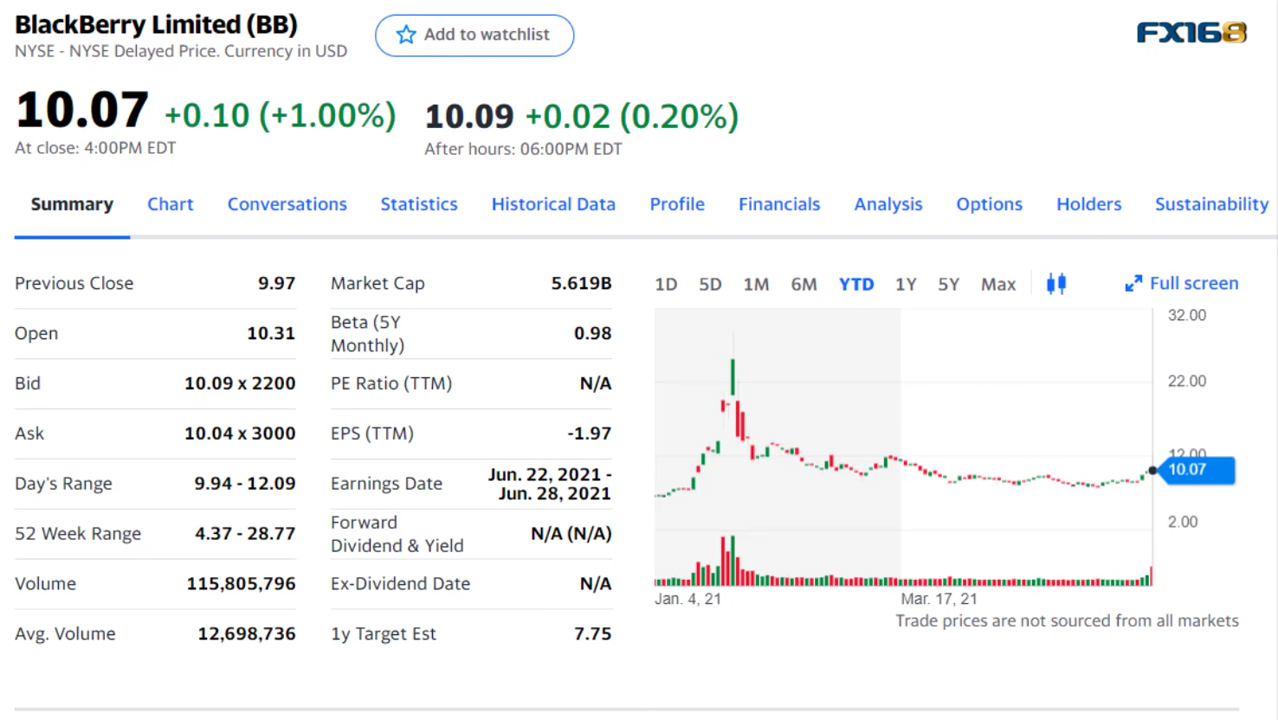 BlackBerry Limited (BB)
Add to watchlist
FX168
NYSE - NYSE Delayed Price. Currency in USD
10.07 +0.10 (+1.00%)
10.09 +0.02 (0.20%)
At close: 4:00PM EDT
After hours: 06:00PM EDT
Summary Chart Conversations Statistics Historical Data Profile Financials Analysis Options Holders Sustainability
Previous Close 9.97
Open 10.31
Bid 10.09 x 2200
Ask 10.04 x 3000
Day's Range 9.94 - 12.09
52 Week Range 4.37 - 28.77
Volume 115,805,796
Avg. Volume 12,698,736
Market Cap 5.619B
Beta (5Y
Monthly) 0.98
PE Ratio (TTM) N/A
EPS (TTM) -1.97
Earnings Date Jun. 22, 2021 -
Jun. 28, 2021
Forward
Dividend & Yield N/A (N/A)
Ex-Dividend Date N/A
1y Target Est 7.75
1D 5D 1M 6M YTD 1Y 5Y Max Full screen
32.00
22.00
12.00
10.07
2.00
Jan. 4, 21 Mar. 17, 21
Trade prices are not sourced from all markets